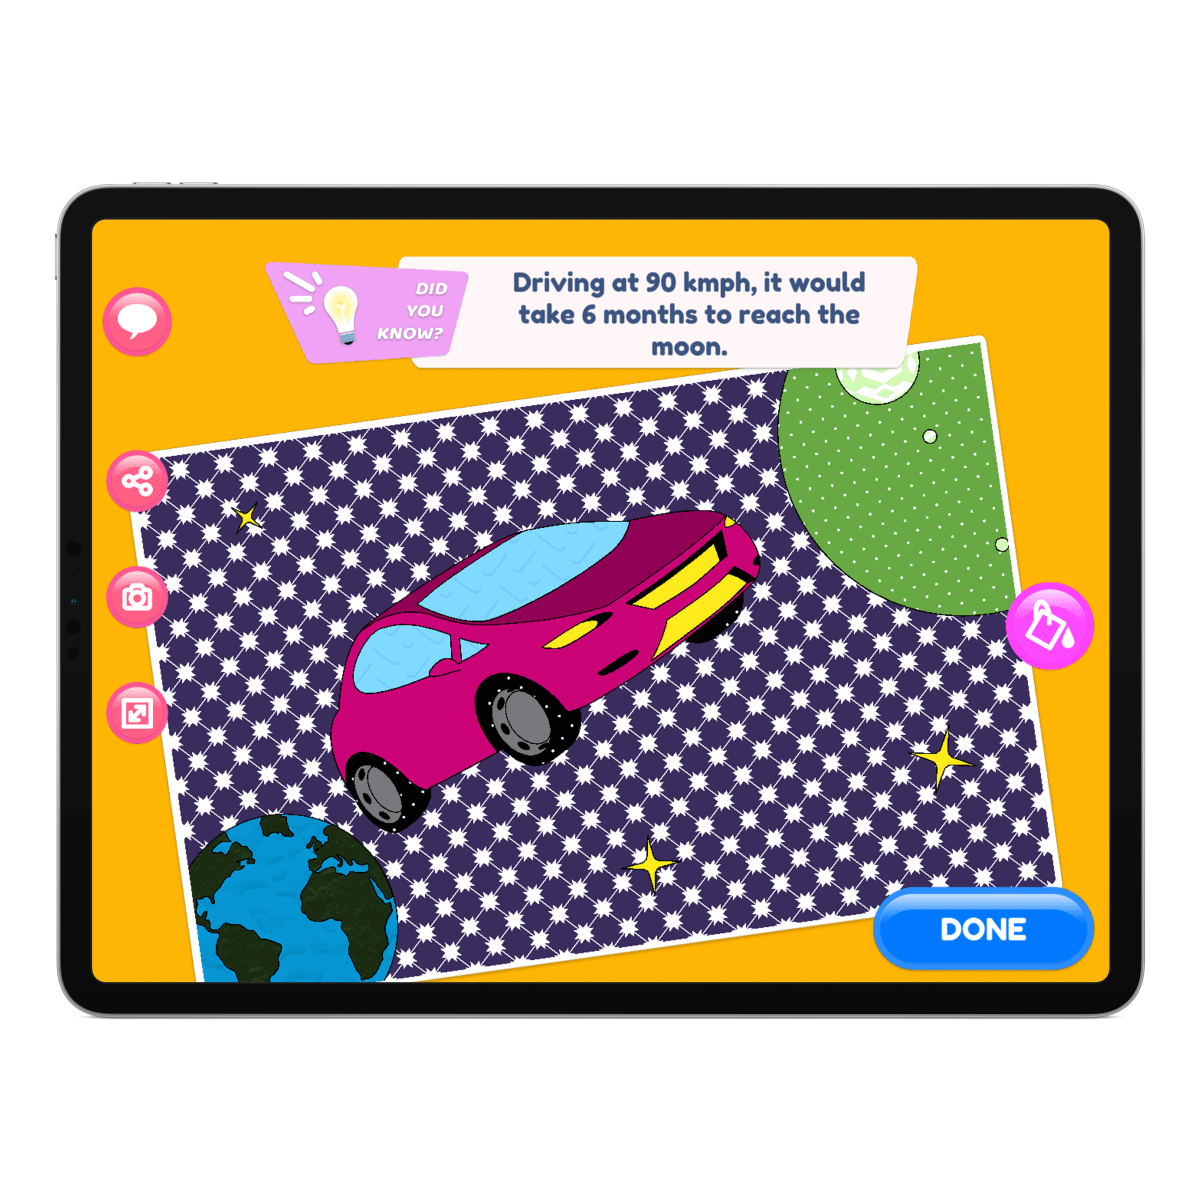 DID
YOU
KNOW?
Driving at 90 kmph, it would
take 6 months to reach the
moon.
DONE